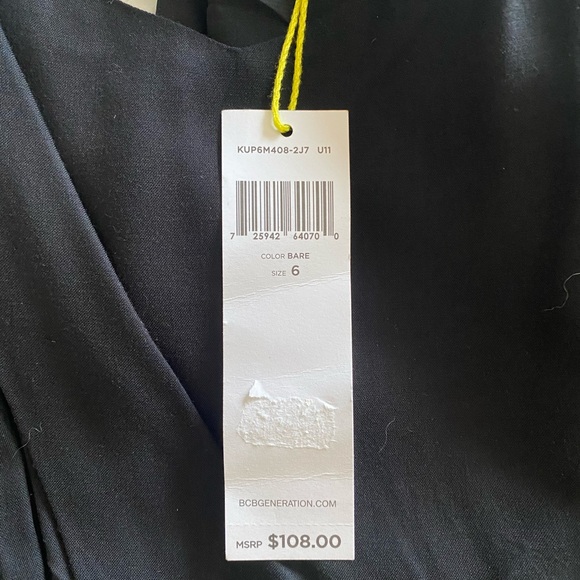 KUP6M408-2J7 U11
7 25942 64070 0
COLOR BARE
SIZE 6
BCBGENERATION.COM
MSRP $108.00